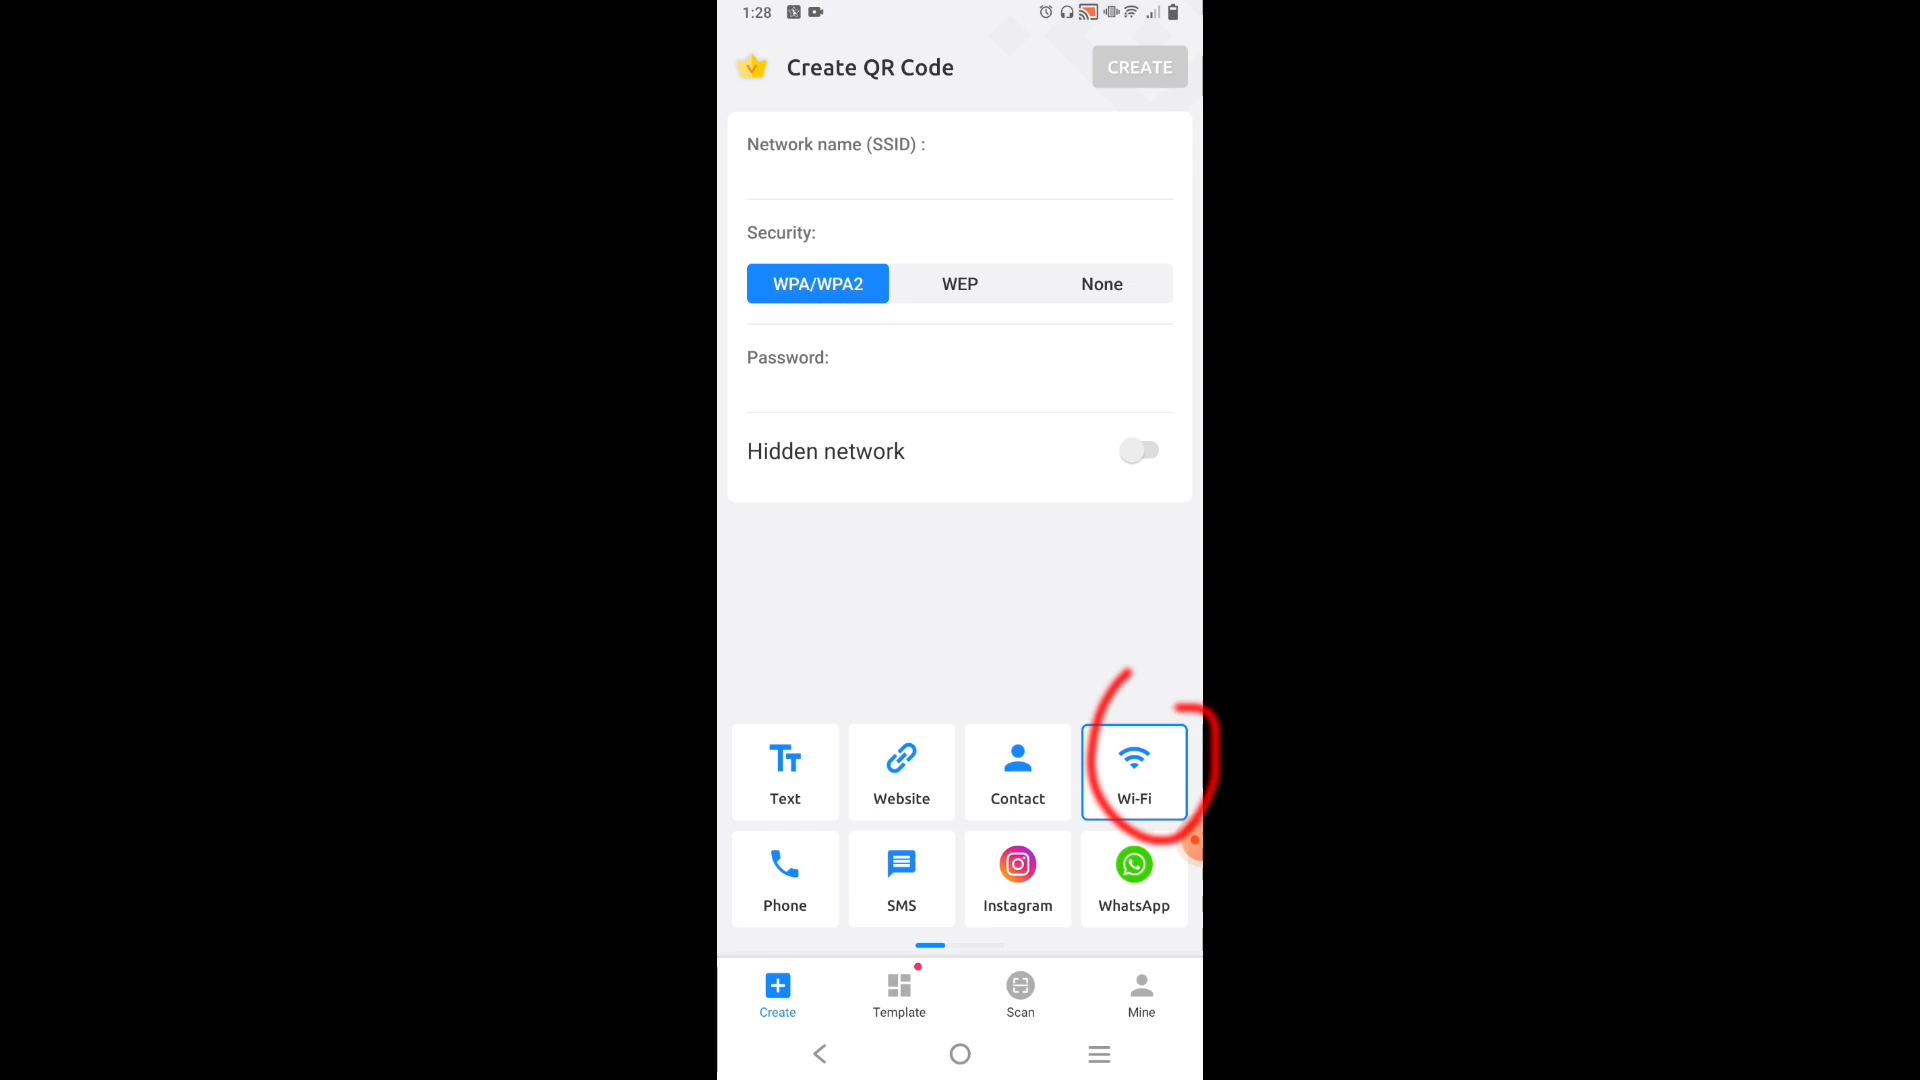 1:28
Create QR Code
CREATE
Network name (SSID) :
Security:
WPA/WPA2 WEP None
Password:
Hidden network
Text Website Contact Wi-Fi
Phone SMS Instagram WhatsApp
Create Template Scan Mine